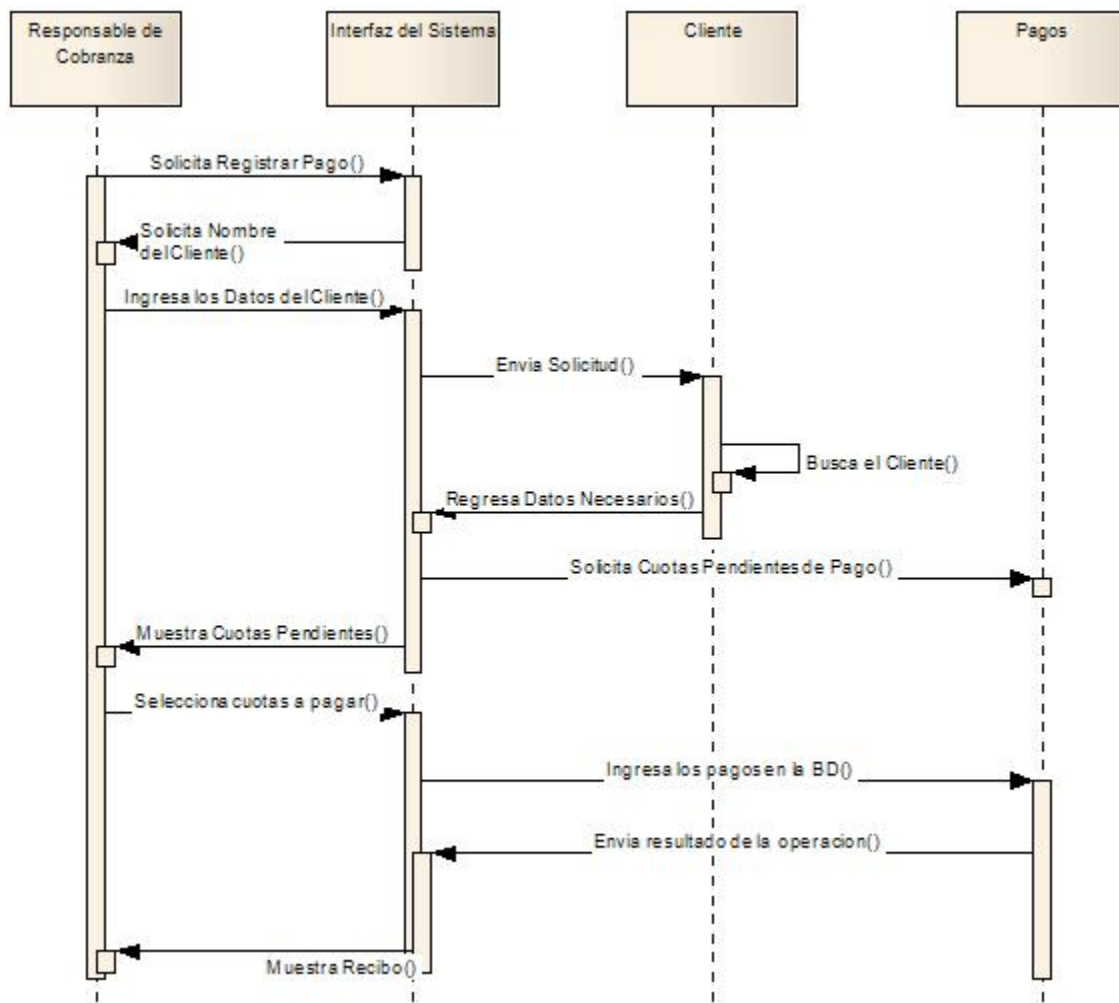 Responsable de
Cobranza
Interfaz del Sistema
Cliente
Pagos
Solicita Registrar Pago()
Solicita Nombre
del Cliente()
Ingresa los Datos del Cliente()
Envia Solicitud()
Busca el Cliente()
Regresa Datos Necesarios()
Solicita Cuotas Pendientes de Pago()
Muestra Cuotas Pendientes()
Selecciona cuotas a pagar()
Ingresa los pagos en la BD()
Envia resultado de la operacion()
Muestra Recibo()